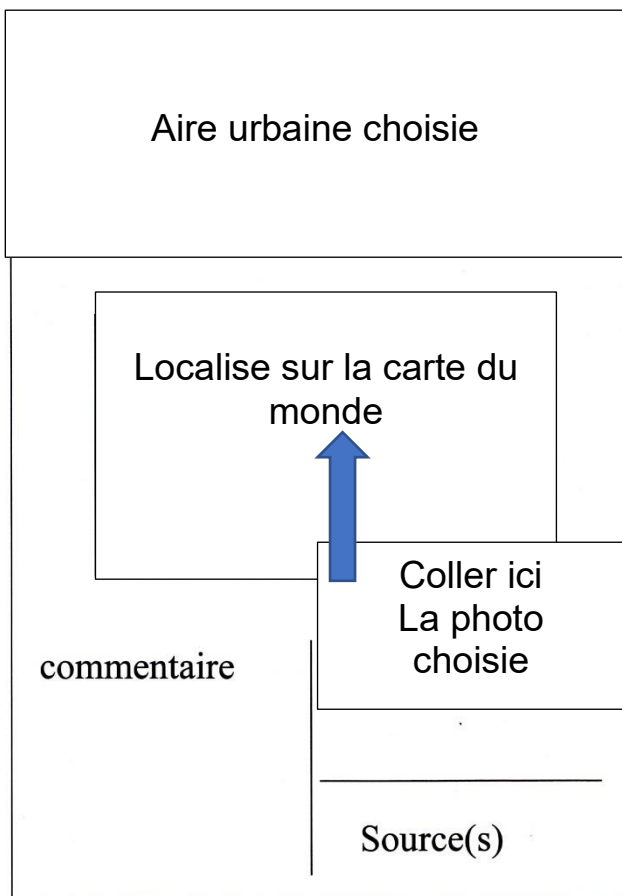 Aire urbaine choisie
Localise sur la carte du
monde
Coller ici
La photo
choisie
commentaire
Source(s)